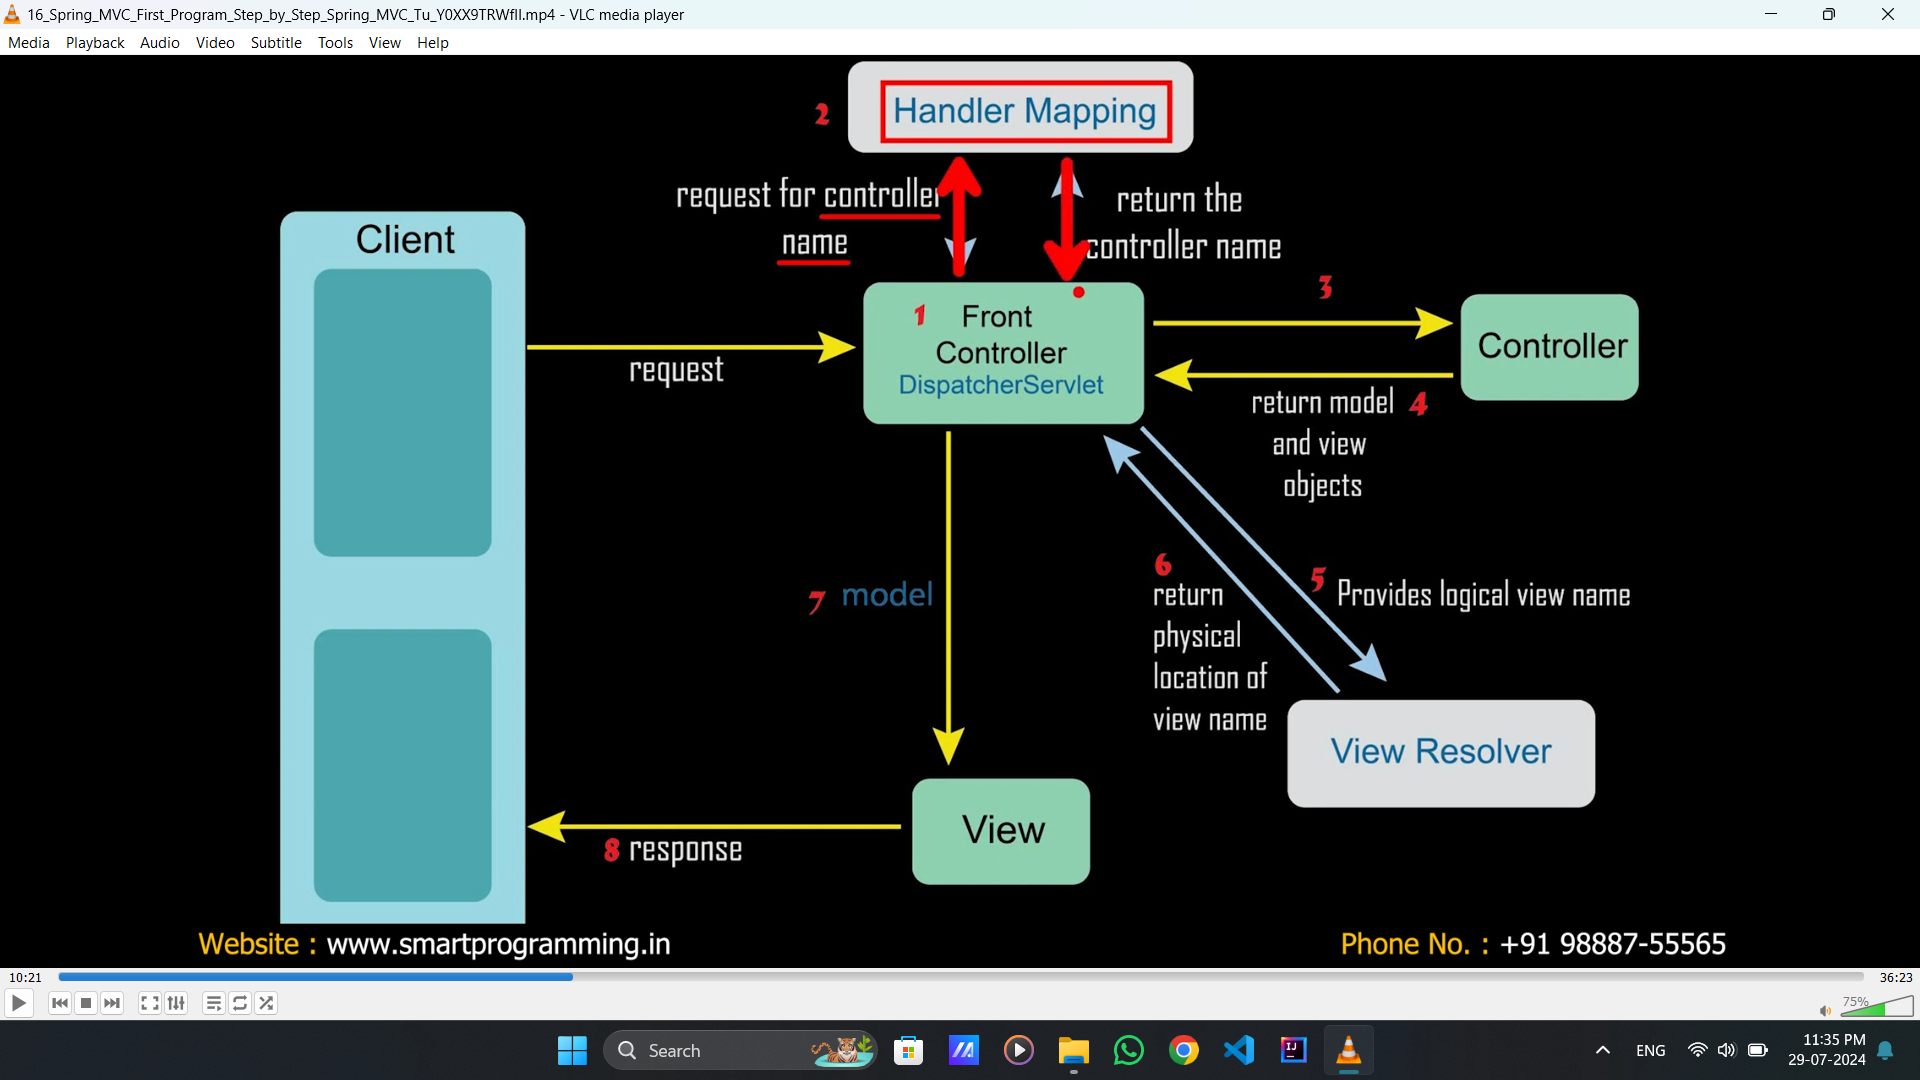 16_Spring_MVC_First_Program_Step_by_Step_Spring_MVC_Tu_Y0XX9TRWfII.mp4 - VLC media player
Media Playback Audio Video Subtitle Tools View Help
2
Handler Mapping
request for controller
name
return the
controller name
Client
1 Front
Controller
DispatcherServlet
request
3
Controller
return model 4
and view
objects
7 model
6
return
physical
location of
view name
5 Provides logical view name
View Resolver
View
8 response
Website : www.smartprogramming.in
Phone No. : +91 98887-55565
10:21
36:23
75%
Search
ENG
11:35 PM
29-07-2024